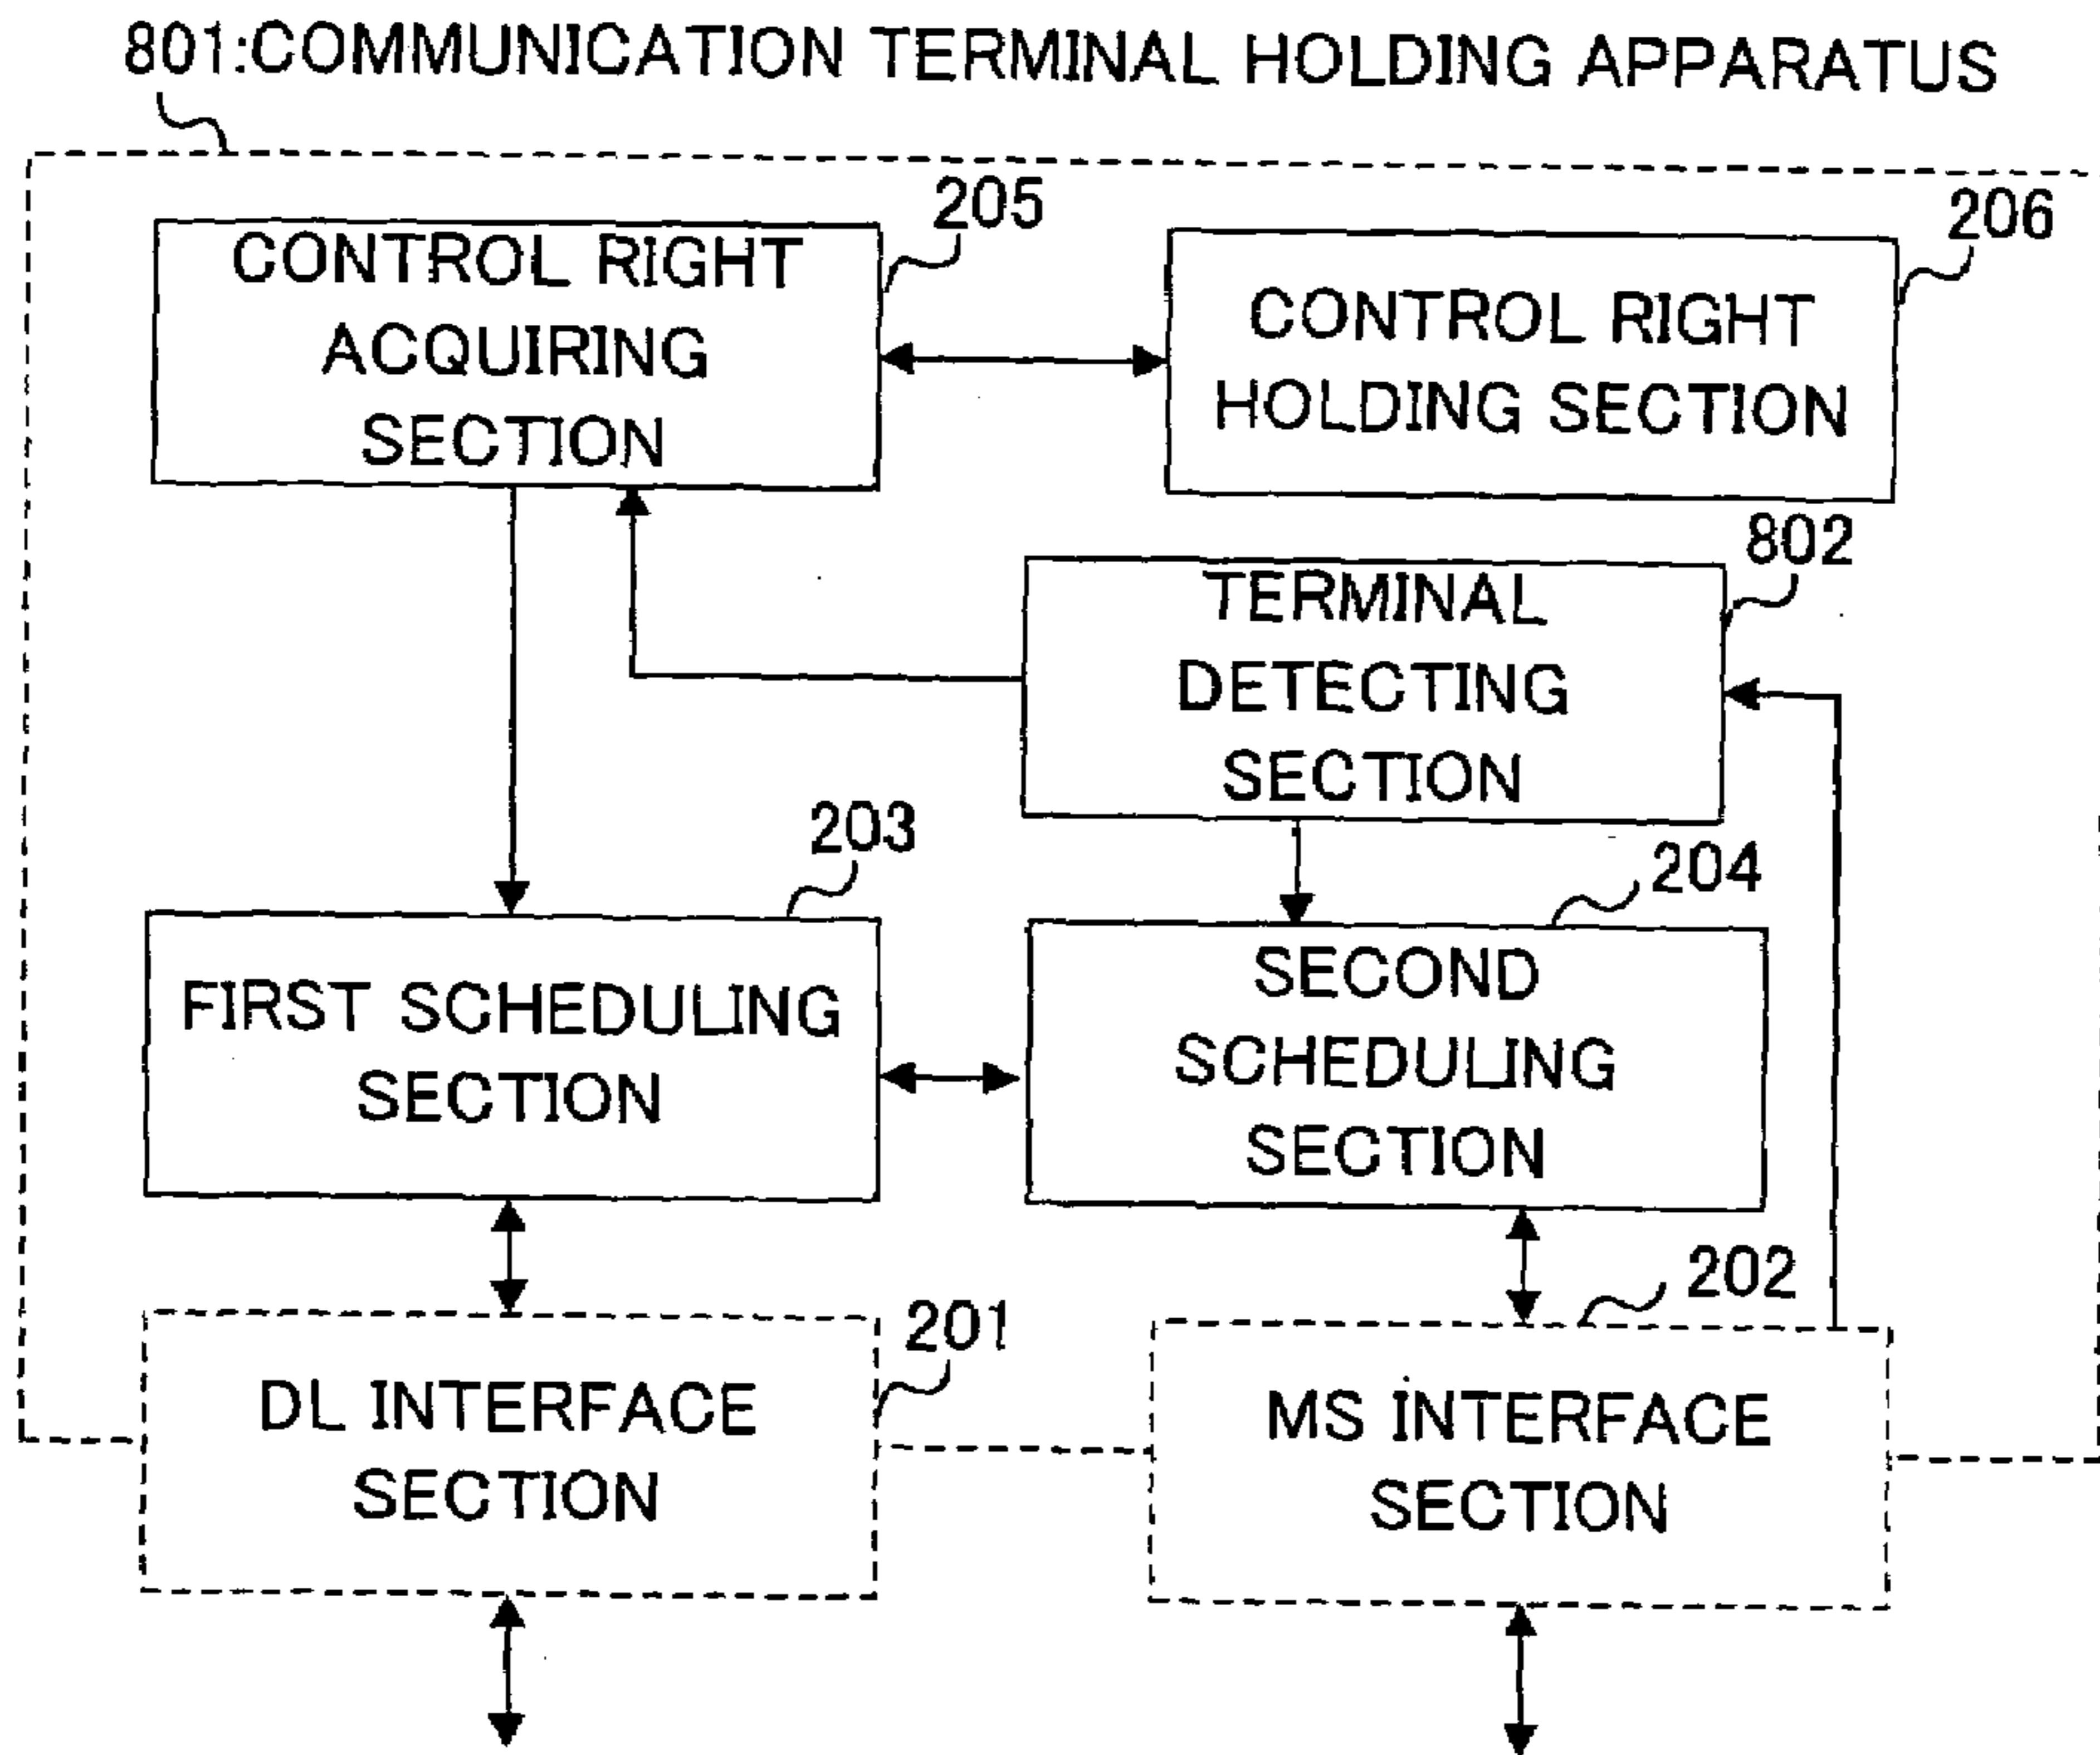 801:COMMUNICATION TERMINAL HOLDING APPARATUS
205
206
CONTROL RIGHT
ACQUIRING
SECTION
CONTROL RIGHT
HOLDING SECTION
802
TERMINAL
DETECTING
SECTION
203
204
FIRST SCHEDULING
SECTION
SECOND
SCHEDULING
SECTION
202
201
DL INTERFACE
SECTION
MS INTERFACE
SECTION